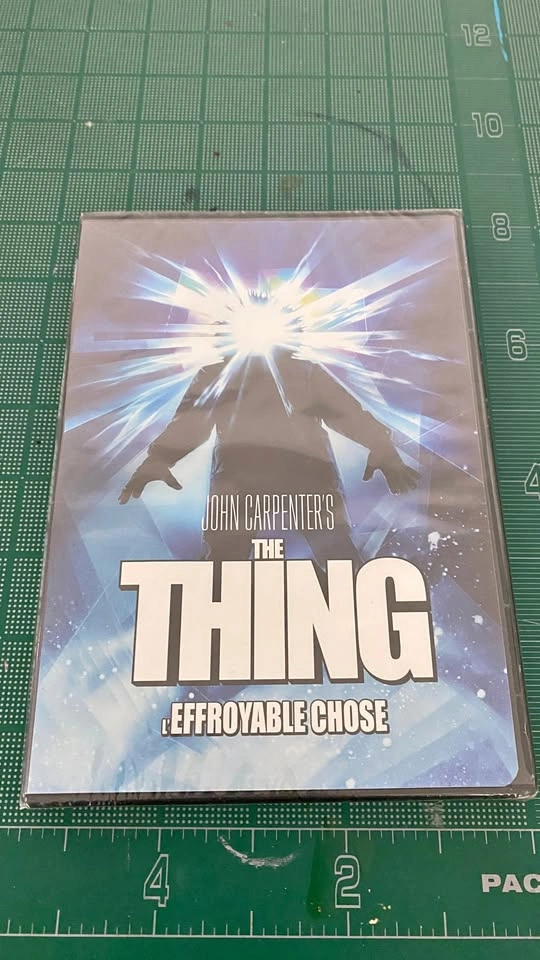 12
10
8
6
4
JOHN CARPENTER'S
THE
THING
L'EFFROYABLE CHOSE
4
2
PAC